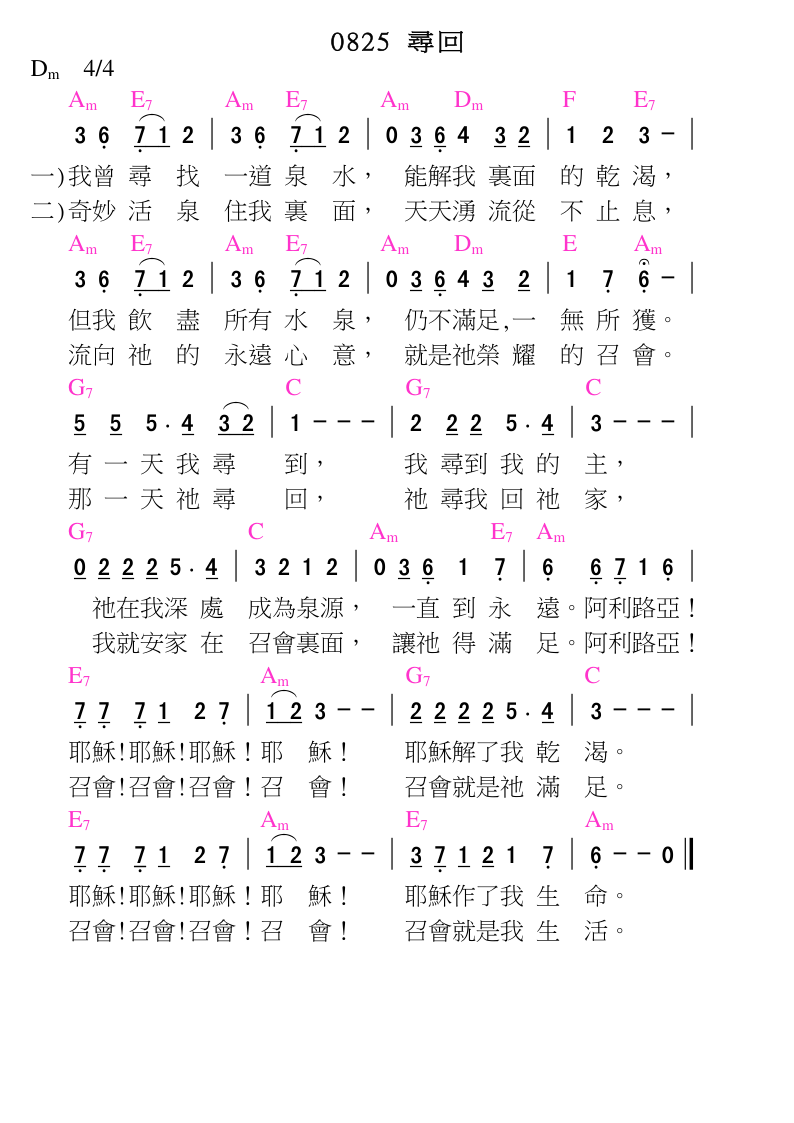 0825 尋回
Dm 4/4
Am E7 Am E7 Am Dm F E7
3 6 7 1 2 | 3 6 7 1 2 | 0 3 6 4 3 2 | 1 2 3 - |
一)我曾 尋 找 一道 泉 水， 能解我 裏面 的 乾 渴，
二)奇妙 活 泉 住我 裏 面， 天天湧 流從 不 止 息，
Am E7 Am E7 Am Dm E Am
3 6 7 1 2 | 3 6 7 1 2 | 0 3 6 4 3 2 | 1 7 6 - |
但我 飲 盡 所有 水 泉， 仍不滿足,一 無 所 獲。
流向 祂 的 永遠 心 意， 就是祂榮 耀 的 召 會。
G7 C G7 C
5 5 5 . 4 3 2 | 1 - - - | 2 2 2 5 . 4 | 3 - - - |
有 一 天 我 尋 到， 我 尋到 我 的 主，
那 一 天 祂 尋 回， 祂 尋我 回 祂 家，
G7 C Am E7 Am
0 2 2 2 5 . 4 | 3 2 1 2 | 0 3 6 1 7 | 6 6 7 1 6 |
祂在我深 處 成為泉源， 一直 到 永 遠。阿利路亞！
我就安家 在 召會裏面， 讓祂 得 滿 足。阿利路亞！
E7 Am G7 C
7 7 7 1 2 7 | 1 2 3 - - | 2 2 2 2 5 . 4 | 3 - - - |
耶穌!耶穌!耶穌！耶 穌！ 耶穌解了我 乾 渴。
召會!召會!召會！召 會！ 召會就是祂 滿 足。
E7 Am E7 Am
7 7 7 1 2 7 | 1 2 3 - - | 3 7 1 2 1 7 | 6 - - 0 ‖
耶穌!耶穌!耶穌！耶 穌！ 耶穌作了我 生 命。
召會!召會!召會！召 會！ 召會就是我 生 活。